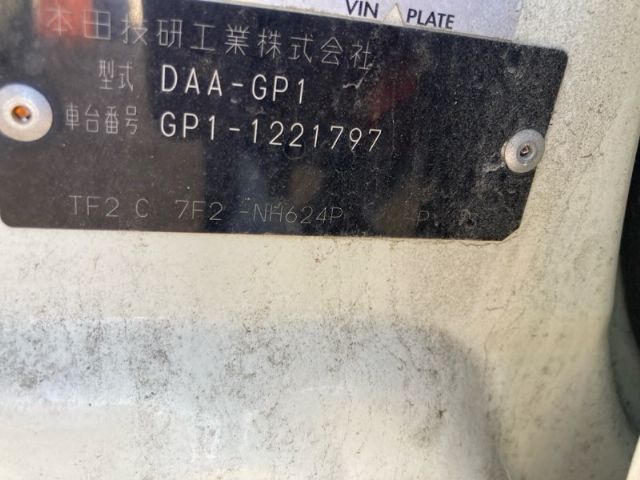 VIN PLATE
本田技研工業株式会社
型式 DAA-GP1
車台番号 GP1-1221797
TF2 C 7F2 -NH624P